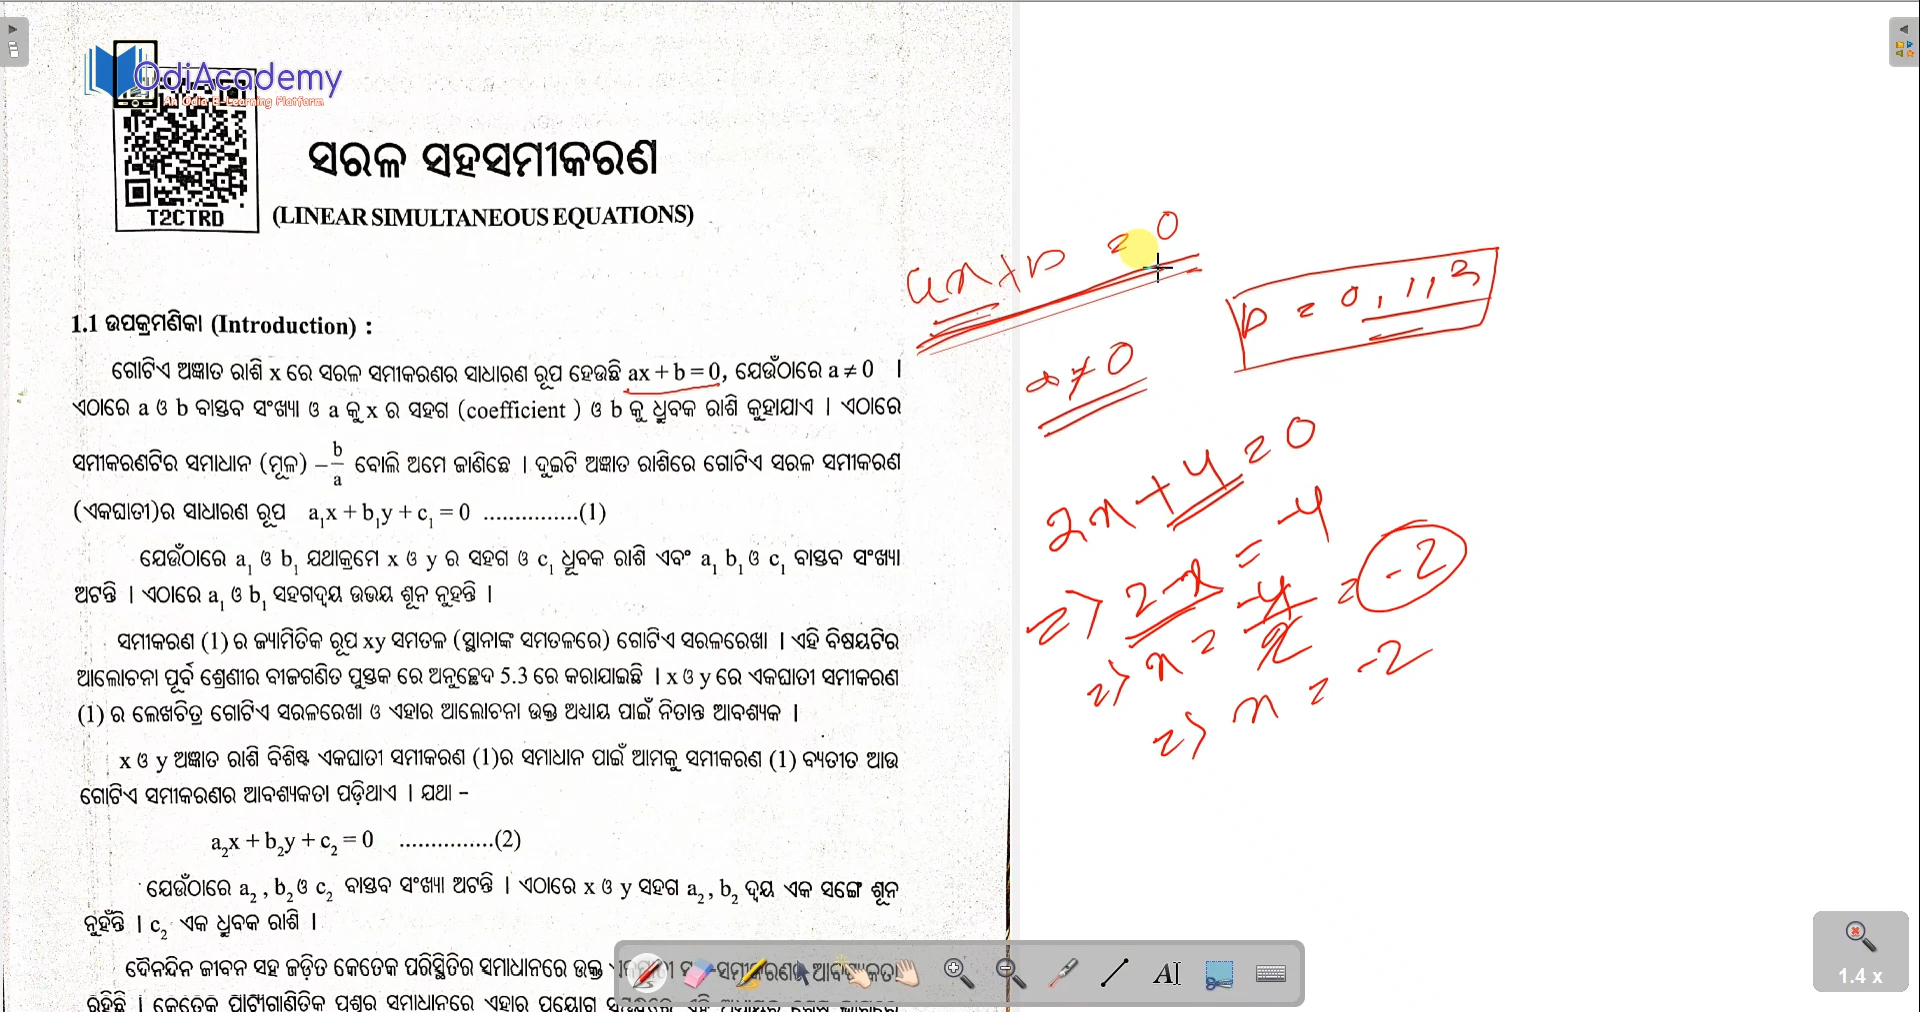 OdiAcademy
An Odia E-Learning Platform
T2CTRD
ସରଳ ସହସମୀକରଣ
(LINEAR SIMULTANEOUS EQUATIONS)
1.1 ଉପକ୍ରମଣିକା (Introduction) :
ଗୋଟିଏ ଅଜ୍ଞାତ ରାଶି x ରେ ସରଳ ସମୀକରଣର ସାଧାରଣ ରୂପ ହେଉଛି ax + b = 0, ଯେଉଁଠାରେ a ≠ 0 ।
ଏଠାରେ a ଓ b ବାସ୍ତବ ସଂଖ୍ୟା ଓ a କୁ x ର ସହଗ (coefficient ) ଓ b କୁ ଧ୍ରୁବକ ରାଶି କୁହାଯାଏ । ଏଠାରେ
ସମୀକରଣଟିର ସମାଧାନ (ମୂଳ) – b/a ବୋଲି ଅମେ ଜାଣିଛେ । ଦୁଇଟି ଅଜ୍ଞାତ ରାଶିରେ ଗୋଟିଏ ସରଳ ସମୀକରଣ
(ଏକଘାତୀ)ର ସାଧାରଣ ରୂପ a₁x + b₁y + c₁ = 0 ...............(1)
ଯେଉଁଠାରେ a₁ ଓ b₁ ଯଥାକ୍ରମେ x ଓ y ର ସହଗ ଓ c₁ ଧ୍ରୁବକ ରାଶି ଏବଂ a₁ b₁ ଓ c₁ ବାସ୍ତବ ସଂଖ୍ୟା
ଅଟନ୍ତି । ଏଠାରେ a₁ ଓ b₁ ସହଗଦ୍ୱୟ ଉଭୟ ଶୂନ ନୁହନ୍ତି ।
ସମୀକରଣ (1) ର ଜ୍ୟାମିତିକ ରୂପ xy ସମତଳ (ସ୍ଥାନାଙ୍କ ସମତଳରେ) ଗୋଟିଏ ସରଳରେଖା । ଏହି ବିଷୟଟିର
ଆଲୋଚନା ପୂର୍ବ ଶ୍ରେଣୀର ବୀଜଗଣିତ ପୁସ୍ତକ ରେ ଅନୁଚ୍ଛେଦ 5.3 ରେ କରାଯାଇଛି । x ଓ y ରେ ଏକଘାତୀ ସମୀକରଣ
(1) ର ଲେଖଚିତ୍ର ଗୋଟିଏ ସରଳରେଖା ଓ ଏହାର ଆଲୋଚନା ଉକ୍ତ ଅଧ୍ୟାୟ ପାଇଁ ନିତାନ୍ତ ଆବଶ୍ୟକ ।
x ଓ y ଅଜ୍ଞାତ ରାଶି ବିଶିଷ୍ଟ ଏକଘାତୀ ସମୀକରଣ (1)ର ସମାଧାନ ପାଇଁ ଆମକୁ ସମୀକରଣ (1) ବ୍ୟତୀତ ଆଉ
ଗୋଟିଏ ସମୀକରଣର ଆବଶ୍ୟକତା ପଡ଼ିଥାଏ । ଯଥା –
a₂x + b₂y + c₂ = 0 ...............(2)
ଯେଉଁଠାରେ a₂ , b₂ ଓ c₂ ବାସ୍ତବ ସଂଖ୍ୟା ଅଟନ୍ତି । ଏଠାରେ x ଓ y ସହଗ a₂ , b₂ ଦ୍ୱୟ ଏକ ସଙ୍ଗେ ଶୂନ
ନୁହଁନ୍ତି । c₂ ଏକ ଧ୍ରୁବକ ରାଶି ।
ଦୈନନ୍ଦିନ ଜୀବନ ସହ ଜଡ଼ିତ କେତେକ ପରିସ୍ଥିତିର ସମାଧାନରେ ଉକ୍ତ
ରହିଛି । କେତେକ ପାଟୀଗାଣିତିକ ପ୍ରଶ୍ନର ସମାଧାନରେ ଏହାର ପ୍ରୟୋଗ
ax + b = 0
b = 0, 1, 3
a ≠ 0
2x + 4 = 0
=> 2x = -4
=> x = -4/2 = -2
=> x = -2
AI
1.4 x